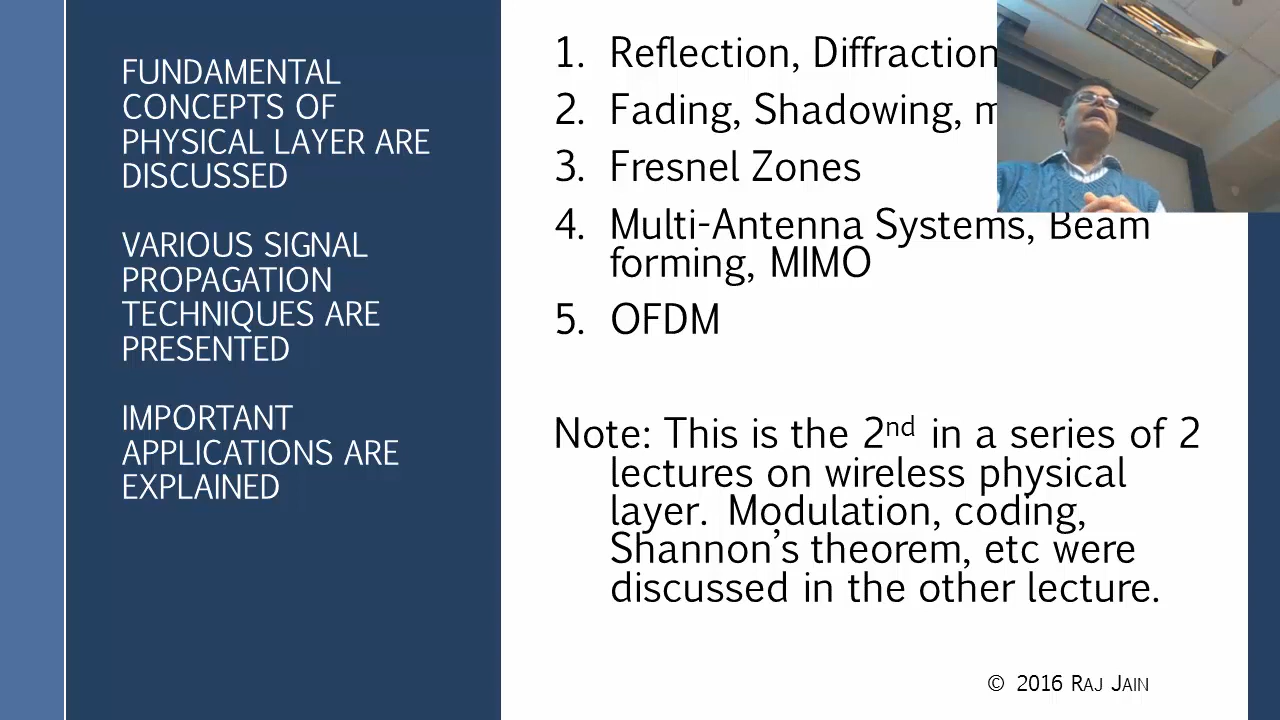 FUNDAMENTAL
CONCEPTS OF
PHYSICAL LAYER ARE
DISCUSSED
VARIOUS SIGNAL
PROPAGATION
TECHNIQUES ARE
PRESENTED
IMPORTANT
APPLICATIONS ARE
EXPLAINED
1. Reflection, Diffraction
2. Fading, Shadowing,
3. Fresnel Zones
4. Multi-Antenna Systems, Beam
forming, MIMO
5. OFDM
Note: This is the 2nd in a series of 2
lectures on wireless physical
layer. Modulation, coding,
Shannon's theorem, etc were
discussed in the other lecture.
© 2016 RAJ JAIN